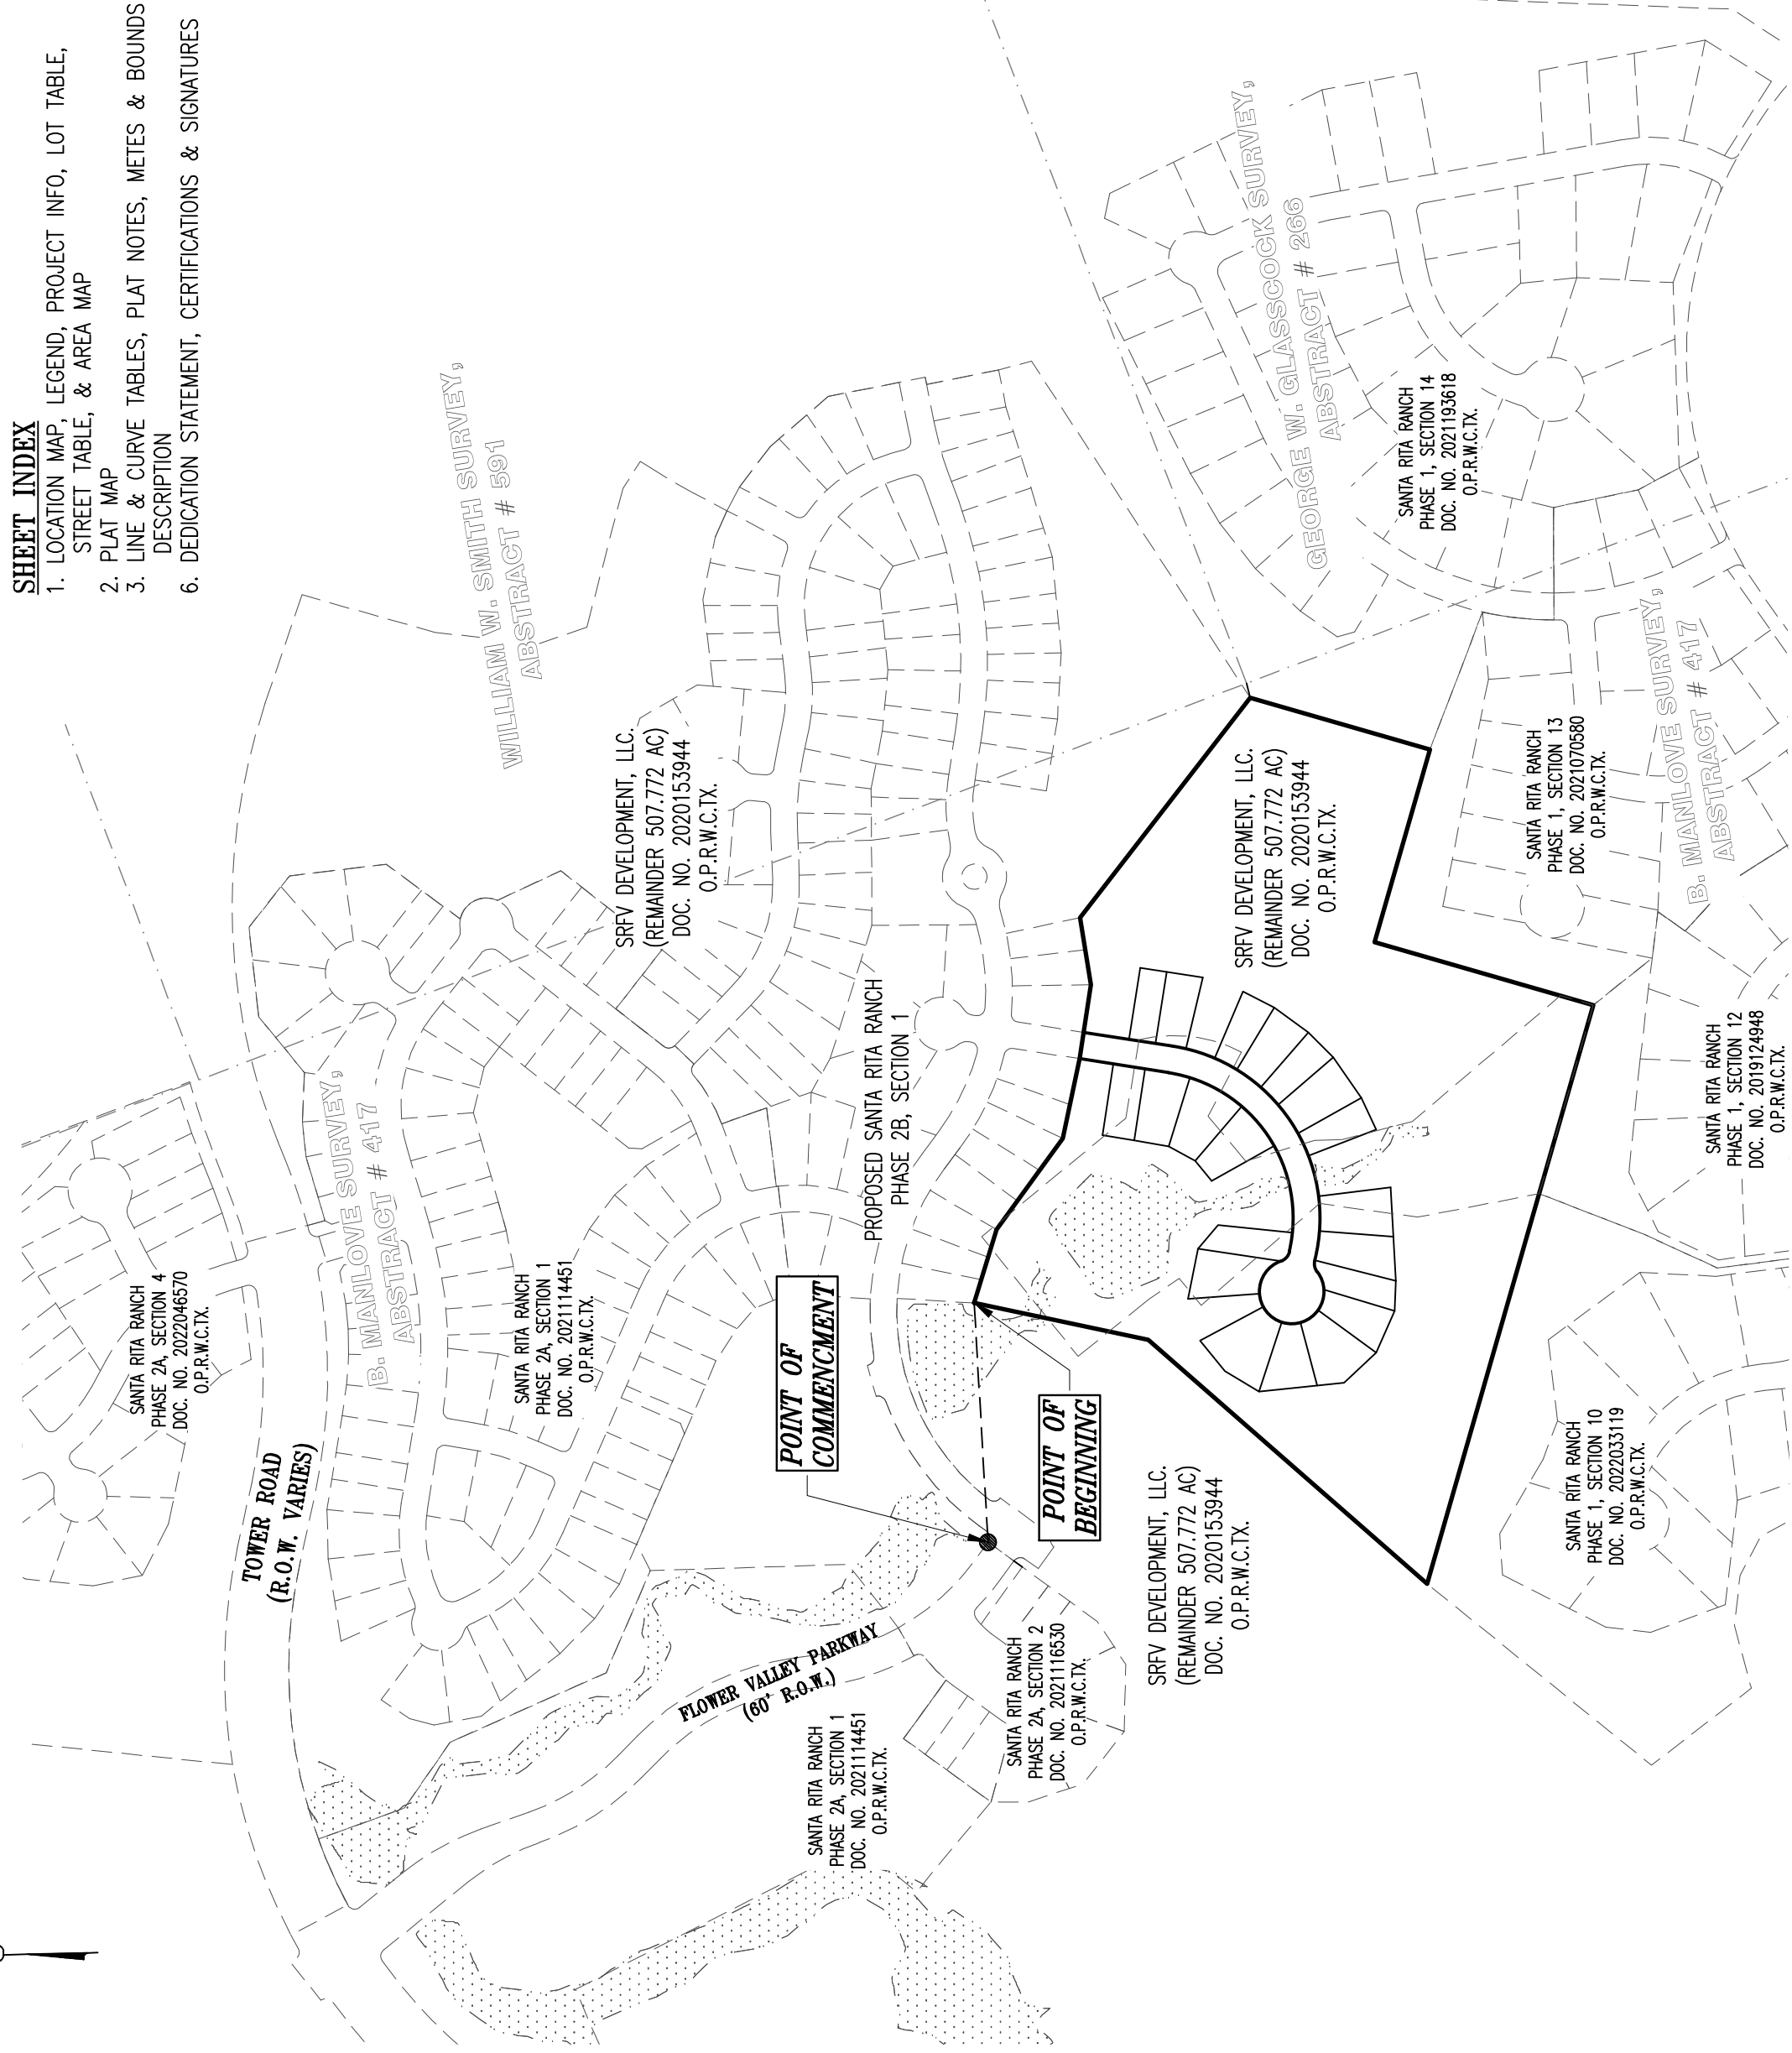 SHEET INDEX
1. LOCATION MAP, LEGEND, PROJECT INFO, LOT TABLE,
STREET TABLE, & AREA MAP
2. PLAT MAP
3. LINE & CURVE TABLES, PLAT NOTES, METES & BOUNDS
DESCRIPTION
6. DEDICATION STATEMENT, CERTIFICATIONS & SIGNATURES
WILLIAM W. SMITH SURVEY,
ABSTRACT # 591
GEORGE W. GLASSCOCK SURVEY,
ABSTRACT # 266
SANTA RITA RANCH
PHASE 1, SECTION 14
DOC. NO. 2021193618
O.P.R.W.C.TX.
SRFV DEVELOPMENT, LLC.
(REMAINDER 507.772 AC)
DOC. NO. 2020153944
O.P.R.W.C.TX.
SRFV DEVELOPMENT, LLC.
(REMAINDER 507.772 AC)
DOC. NO. 2020153944
O.P.R.W.C.TX.
SANTA RITA RANCH
PHASE 1, SECTION 13
DOC. NO. 2021070580
O.P.R.W.C.TX.
B. MANLOVE SURVEY,
ABSTRACT # 417
SANTA RITA RANCH
PHASE 1, SECTION 12
DOC. NO. 2019124948
O.P.R.W.C.TX.
PROPOSED SANTA RITA RANCH
PHASE 2B, SECTION 1
B. MANLOVE SURVEY,
ABSTRACT # 417
SANTA RITA RANCH
PHASE 2A, SECTION 4
DOC. NO. 2022046570
O.P.R.W.C.TX.
SANTA RITA RANCH
PHASE 2A, SECTION 1
DOC. NO. 2021114451
O.P.R.W.C.TX.
TOWER ROAD
(R.O.W. VARIES)
POINT OF
COMMENCMENT
POINT OF
BEGINNING
SRFV DEVELOPMENT, LLC.
(REMAINDER 507.772 AC)
DOC. NO. 2020153944
O.P.R.W.C.TX.
SANTA RITA RANCH
PHASE 1, SECTION 10
DOC. NO. 2022033119
O.P.R.W.C.TX.
FLOWER VALLEY PARKWAY
(60' R.O.W.)
SANTA RITA RANCH
PHASE 2A, SECTION 2
DOC. NO. 2021116530
O.P.R.W.C.TX.
SANTA RITA RANCH
PHASE 2A, SECTION 1
DOC. NO. 2021114451
O.P.R.W.C.TX.